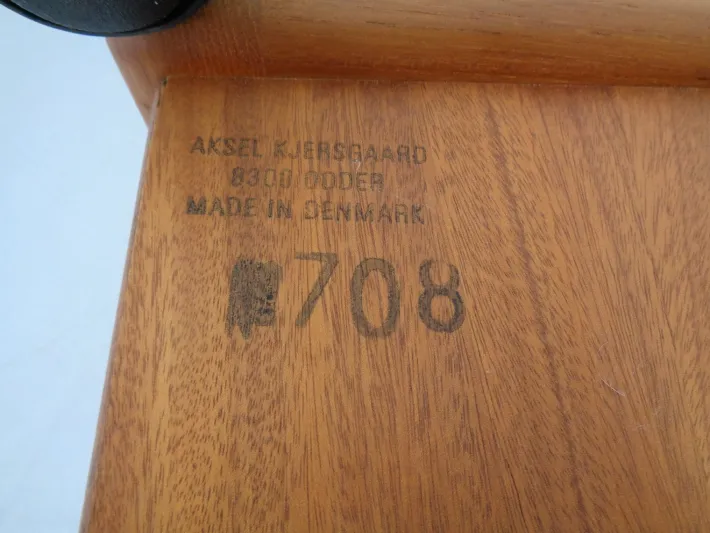 AKSEL KJERSGAARD
8300 ODDER
MADE IN DENMARK
708